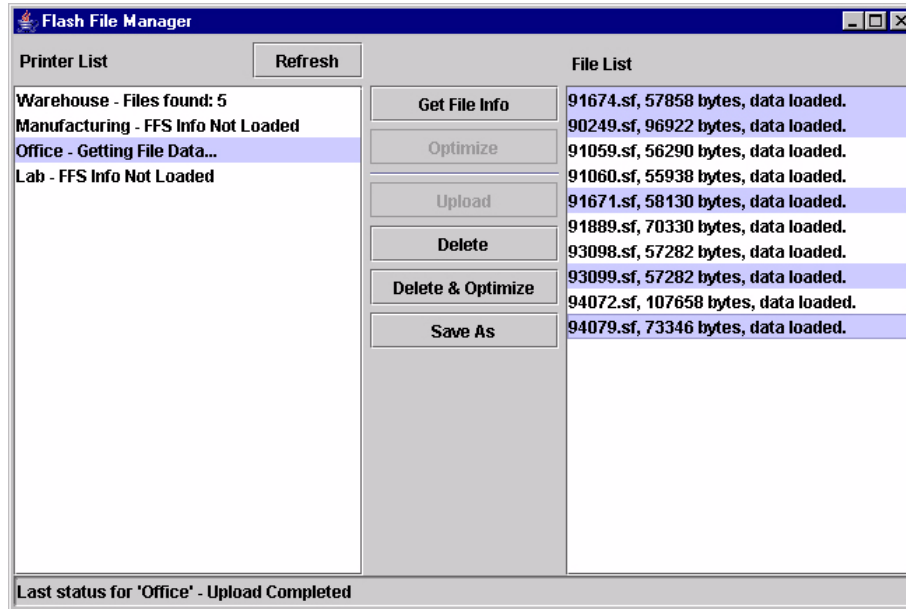 Flash File Manager
Printer List
Refresh
File List
Warehouse - Files found: 5
Manufacturing - FFS Info Not Loaded
Office - Getting File Data...
Lab - FFS Info Not Loaded
Get File Info
Optimize
Upload
Delete
Delete & Optimize
Save As
91674.sf, 57858 bytes, data loaded.
90249.sf, 96922 bytes, data loaded.
91059.sf, 56290 bytes, data loaded.
91060.sf, 55938 bytes, data loaded.
91671.sf, 58130 bytes, data loaded.
91889.sf, 70330 bytes, data loaded.
93098.sf, 57282 bytes, data loaded.
93099.sf, 57282 bytes, data loaded.
94072.sf, 107658 bytes, data loaded.
94079.sf, 73346 bytes, data loaded.
Last status for 'Office' - Upload Completed